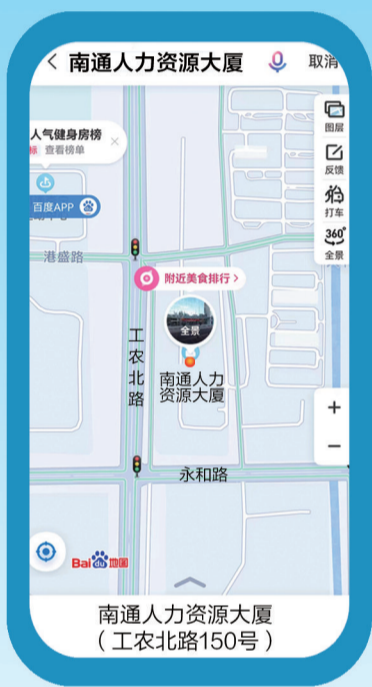 南通人力资源大厦
取消
人气健身房榜
标 查看榜单
百度APP
图层
反馈
打车
360°
全景
港盛路
附近美食排行
全景
工农北路
南通人力
资源大厦
永和路
Bai du 地图
南通人力资源大厦
（工农北路150号）